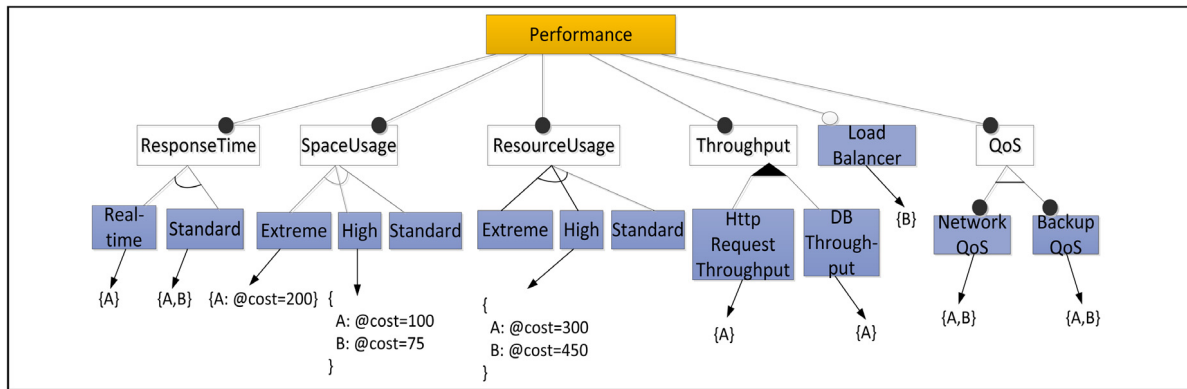 Performance
ResponseTime
SpaceUsage
ResourceUsage
Throughput
Load
Balancer
QoS
Real-
time
Standard
Extreme
High
Standard
Extreme
High
Standard
Http
Request
Throughput
DB
Through-
put
{B}
Network
QoS
Backup
QoS
{A}
{A,B}
{A: @cost=200}
{
A: @cost=100
B: @cost=75
}
{
A: @cost=300
B: @cost=450
}
{A}
{A}
{A,B}
{A,B}